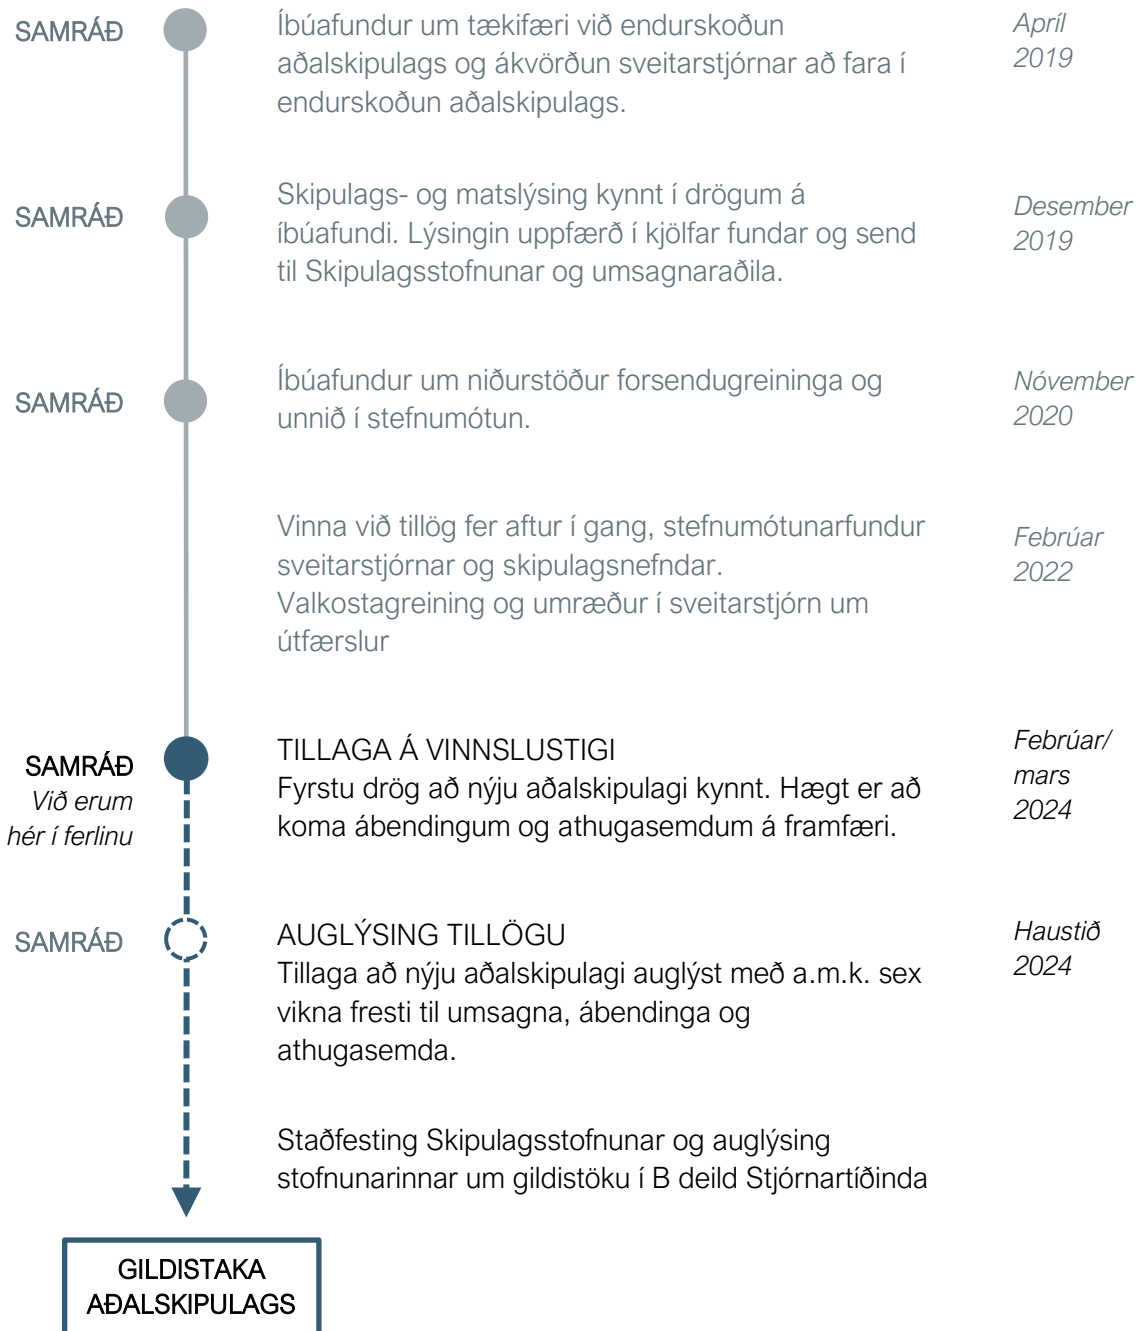 SAMRÁÐ
Íbúafundur um tækifæri við endurskoðun
aðalskipulags og ákvörðun sveitarstjórnar að fara í
endurskoðun aðalskipulags.
Apríl
2019
SAMRÁÐ
Skipulags- og matslýsing kynnt í drögum á
íbúafundi. Lýsingin uppfærð í kjölfar fundar og send
til Skipulagsstofnunar og umsagnaraðila.
Desember
2019
SAMRÁÐ
Íbúafundur um niðurstöður forsendugreininga og
unnið í stefnumótun.
Nóvember
2020
Vinna við tillög fer aftur í gang, stefnumótunarfundur
sveitarstjórnar og skipulagsnefndar.
Valkostagreining og umræður í sveitarstjórn um
útfærslur
Febrúar
2022
SAMRÁÐ
Við erum
hér í ferlinu
TILLAGA Á VINNSLUSTIGI
Fyrstu drög að nýju aðalskipulagi kynnt. Hægt er að
koma ábendingum og athugasemdum á framfæri.
Febrúar/
mars
2024
SAMRÁÐ
AUGLÝSING TILLÖGU
Tillaga að nýju aðalskipulagi auglýst með a.m.k. sex
vikna fresti til umsagna, ábendinga og
athugasemda.
Haustið
2024
Staðfesting Skipulagsstofnunar og auglýsing
stofnunarinnar um gildistöku í B deild Stjórnartíðinda
GILDISTAKA
AÐALSKIPULAGS